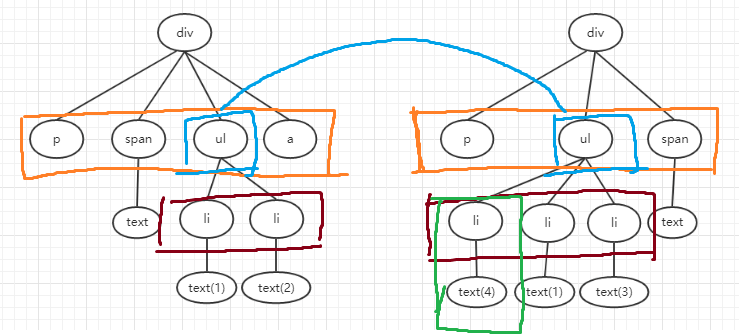 div div
p span ul a p ul span
text li li li li li text
text(1) text(2) text(4) text(1) text(3)